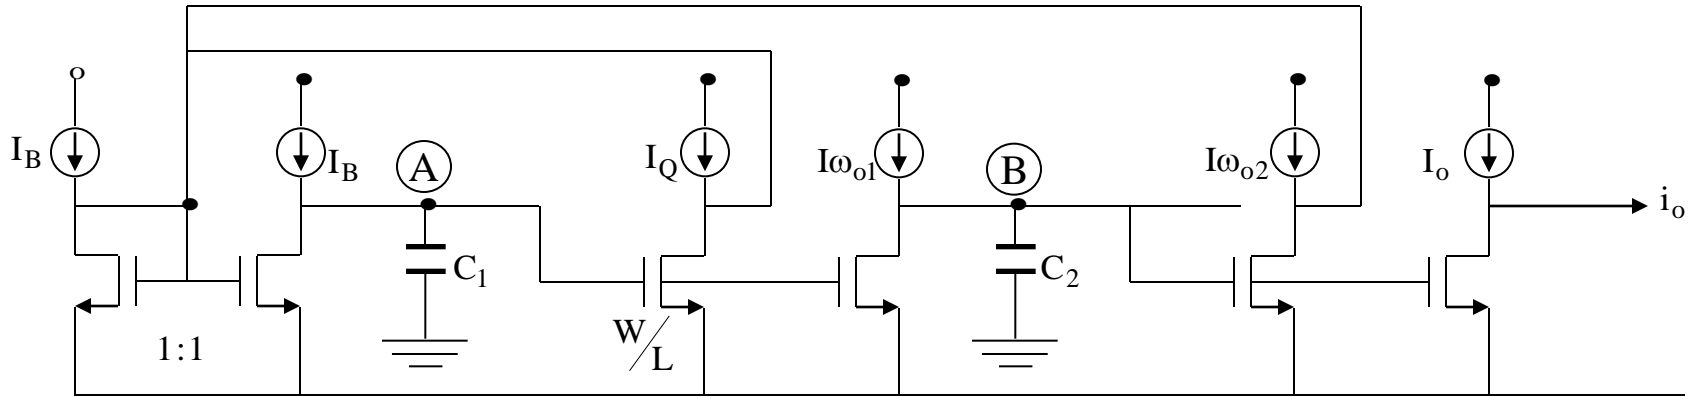 I_B
I_B
A
C_1
I_Q
Iω_o1
B
C_2
Iω_o2
I_o
i_o
1:1
W/L